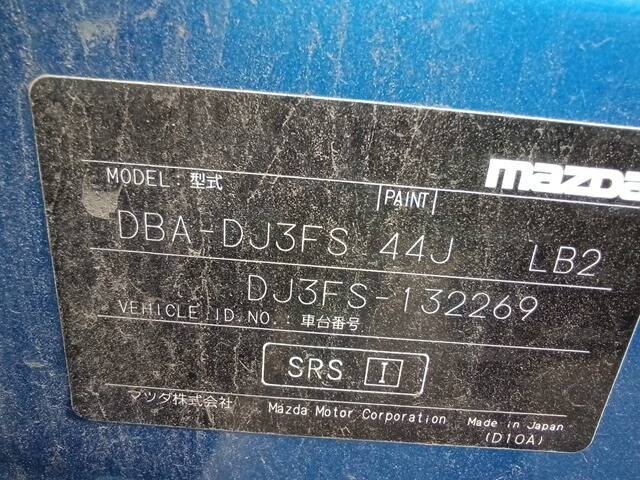 mazda
MODEL : 型式 PAINT
DBA-DJ3FS 44J LB2
DJ3FS-132269
VEHICLE ID NO. : 車台番号
SRS I
マツダ株式会社 Mazda Motor Corporation Made in Japan
(D10A)